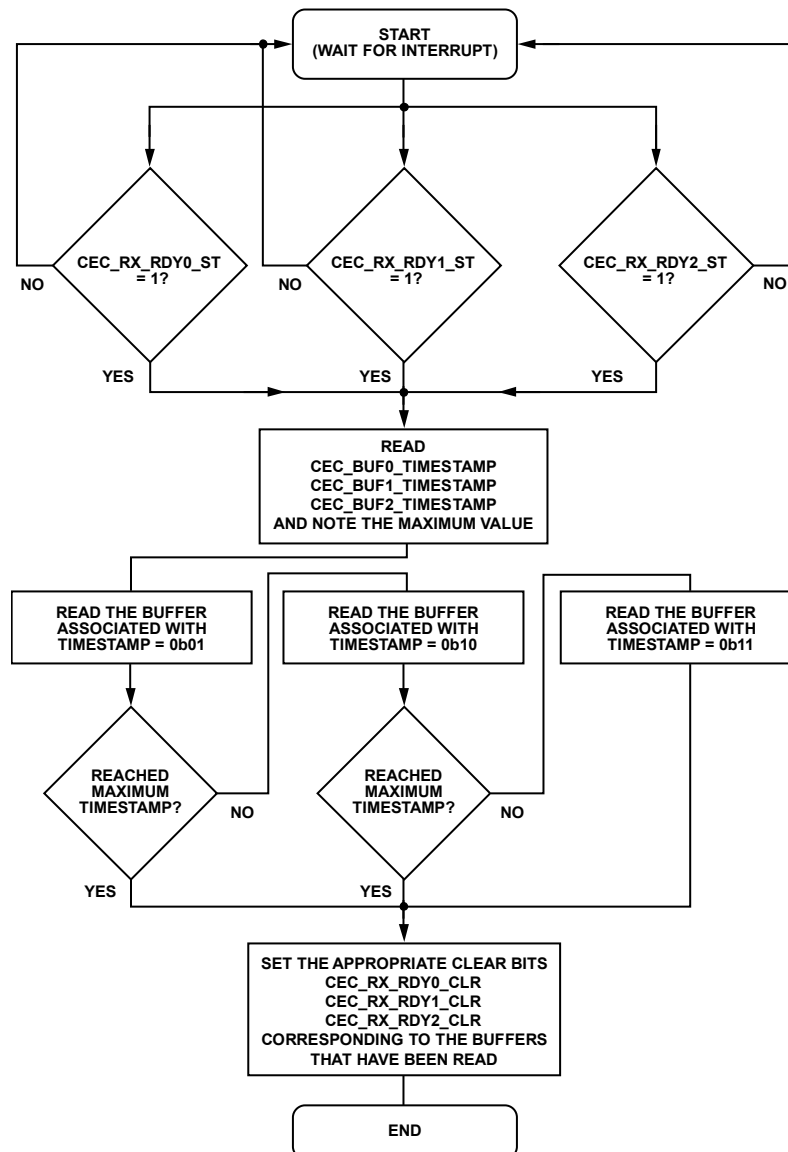 START
(WAIT FOR INTERRUPT)
CEC_RX_RDY0_ST
= 1?
NO
YES
CEC_RX_RDY1_ST
= 1?
NO
YES
CEC_RX_RDY2_ST
= 1?
NO
YES
READ
CEC_BUF0_TIMESTAMP
CEC_BUF1_TIMESTAMP
CEC_BUF2_TIMESTAMP
AND NOTE THE MAXIMUM VALUE
READ THE BUFFER
ASSOCIATED WITH
TIMESTAMP = 0b01
READ THE BUFFER
ASSOCIATED WITH
TIMESTAMP = 0b10
READ THE BUFFER
ASSOCIATED WITH
TIMESTAMP = 0b11
REACHED
MAXIMUM
TIMESTAMP?
NO
YES
REACHED
MAXIMUM
TIMESTAMP?
NO
YES
SET THE APPROPRIATE CLEAR BITS
CEC_RX_RDY0_CLR
CEC_RX_RDY1_CLR
CEC_RX_RDY2_CLR
CORRESPONDING TO THE BUFFERS
THAT HAVE BEEN READ
END